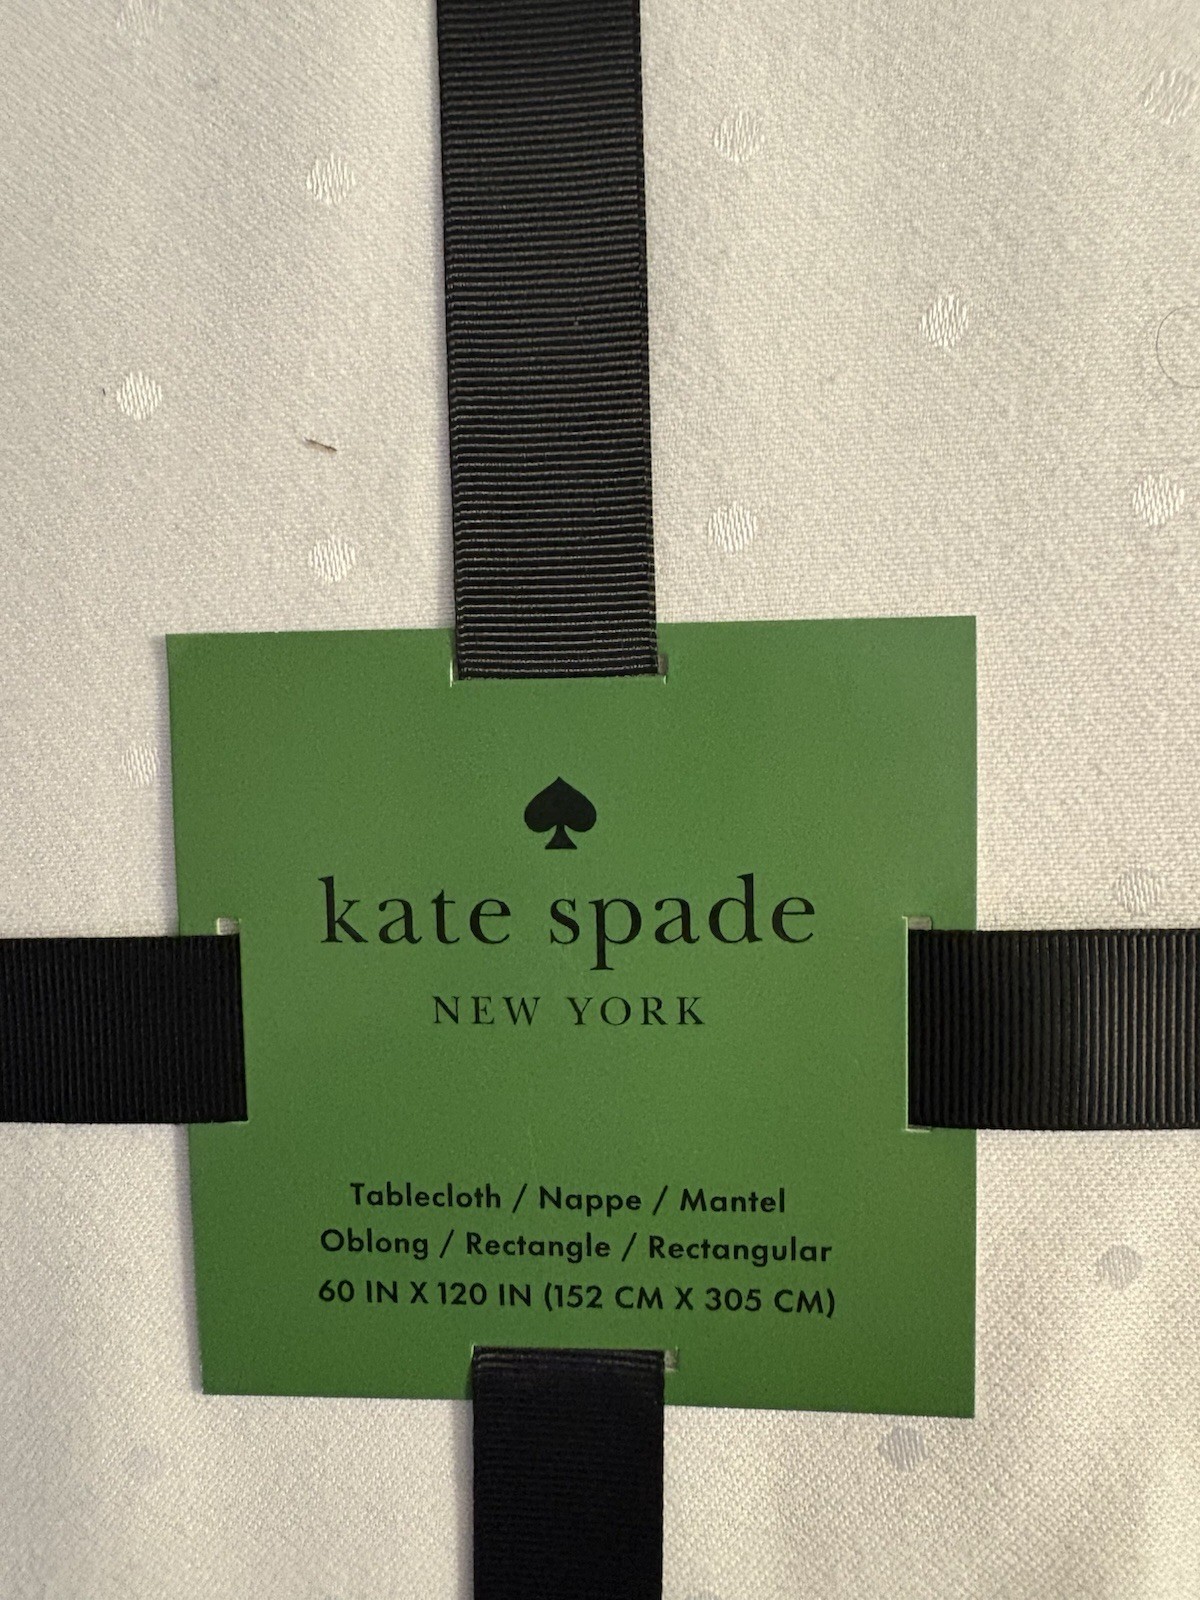 kate spade
NEW YORK
Tablecloth / Nappe / Mantel
Oblong / Rectangle / Rectangular
60 IN X 120 IN (152 CM X 305 CM)